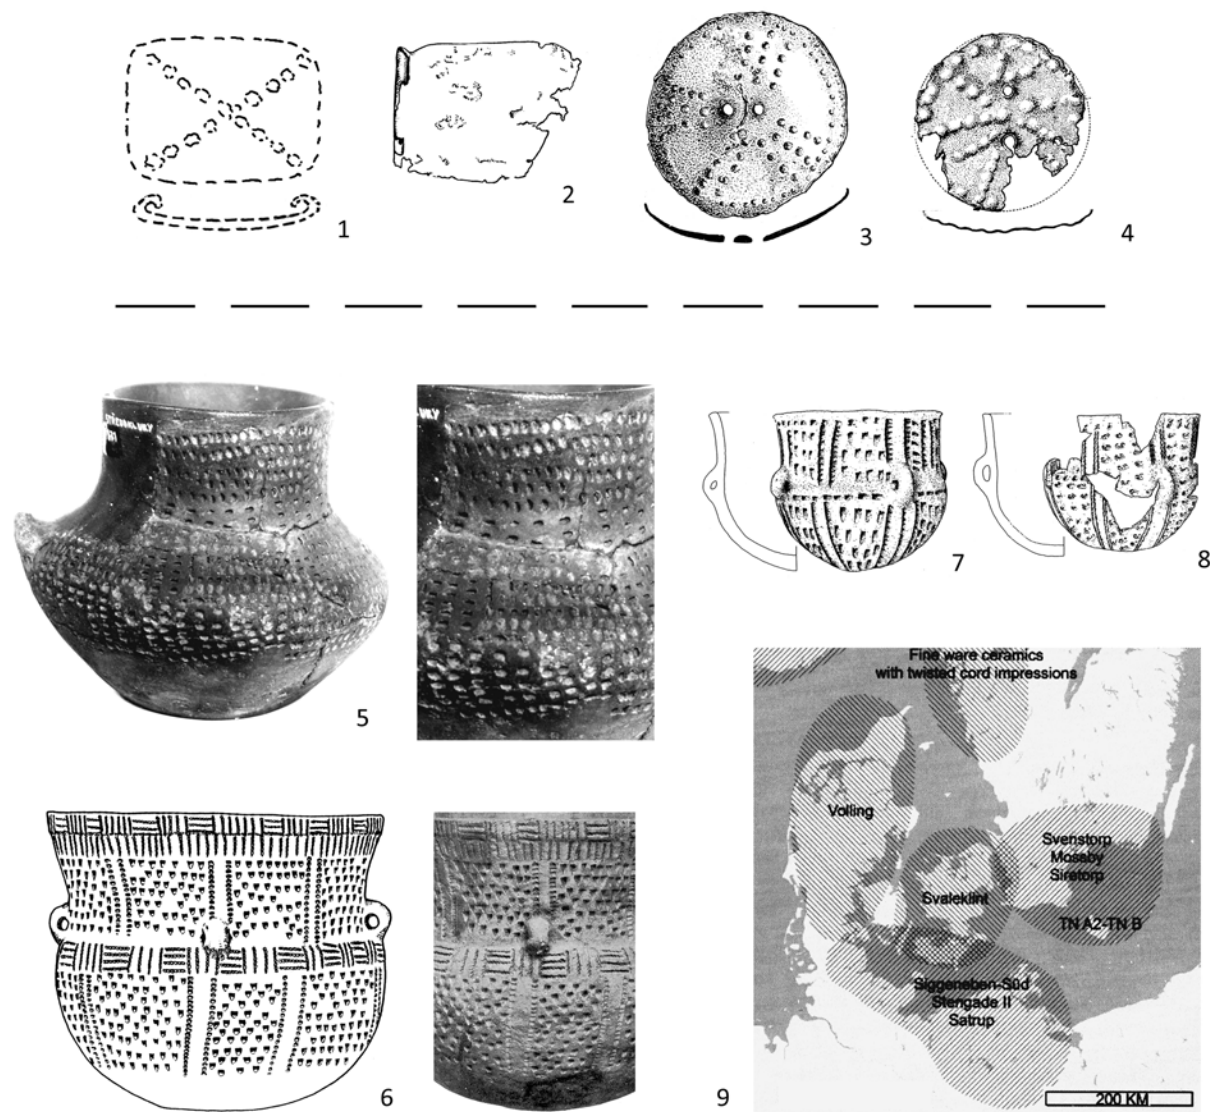 1
2
3
4
5
7
8
Fine ware ceramics
with twisted cord impressions
Volling
Svenstorp
Mossby
Siretorp
Svaleklint
TN A2-TN B
Siggeneben-Süd
Stengade II
Satrup
200 KM
6
9